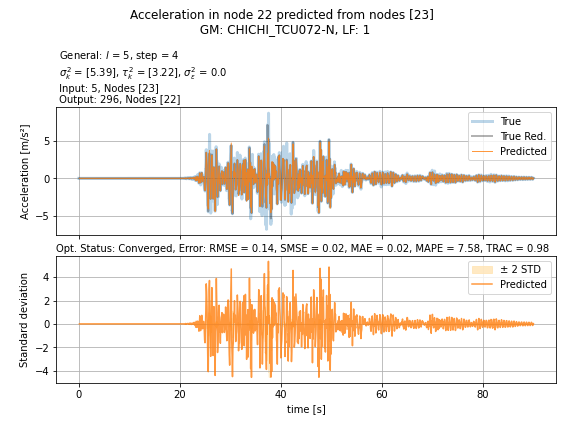 Acceleration in node 22 predicted from nodes [23]
GM: CHICHI_TCU072-N, LF: 1
General: l = 5, step = 4
σ²ₖ = [5.39], τ²ₖ = [3.22], σ²ε = 0.0
Input: 5, Nodes [23]
Output: 296, Nodes [22]
Acceleration [m/s²]
5
0
−5
True
True Red.
Predicted
Opt. Status: Converged, Error: RMSE = 0.14, SMSE = 0.02, MAE = 0.02, MAPE = 7.58, TRAC = 0.98
Standard deviation
4
2
0
−2
−4
± 2 STD
Predicted
0 20 40 60 80
time [s]